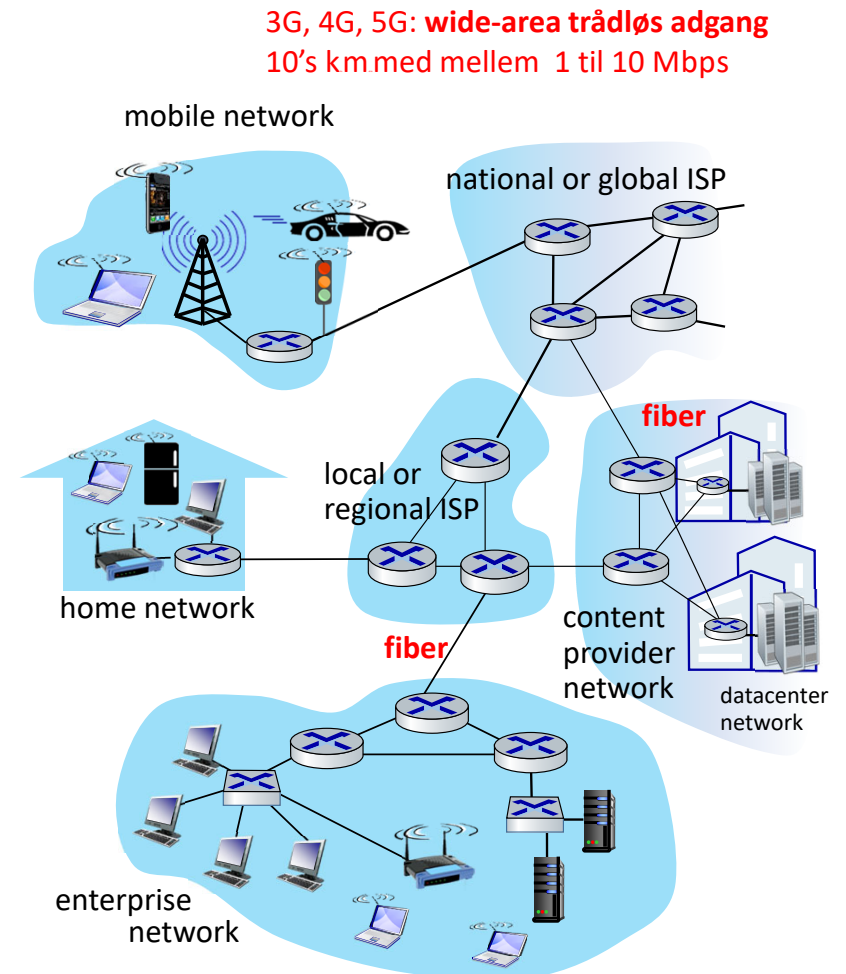 3G, 4G, 5G: wide-area trådløs adgang
10’s km med mellem 1 til 10 Mbps
mobile network
national or global ISP
fiber
local or
regional ISP
home network
content
provider
network
fiber
datacenter
network
enterprise
network